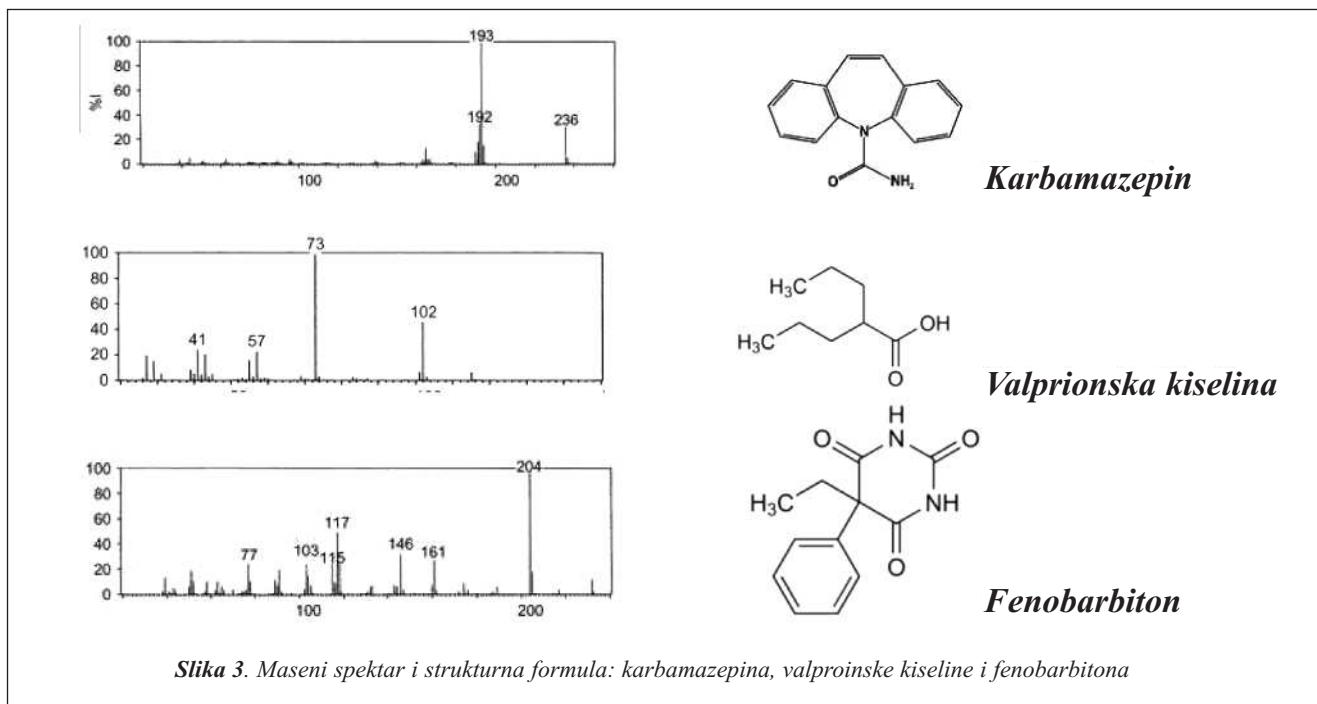 100
193
80
60
%I
40
192
236
20
0
100
200
N
O
NH₂
Karbamazepin
100
73
80
60
40
41
57
102
20
0
H₃C
H₃C
OH
O
Valprionska kiselina
100
204
80
60
117
40
77
103
115
146
161
20
0
100
200
H
O
N
O
H₃C
NH
O
Fenobarbiton
Slika 3. Maseni spektar i strukturna formula: karbamazepina, valproinske kiseline i fenobarbitona